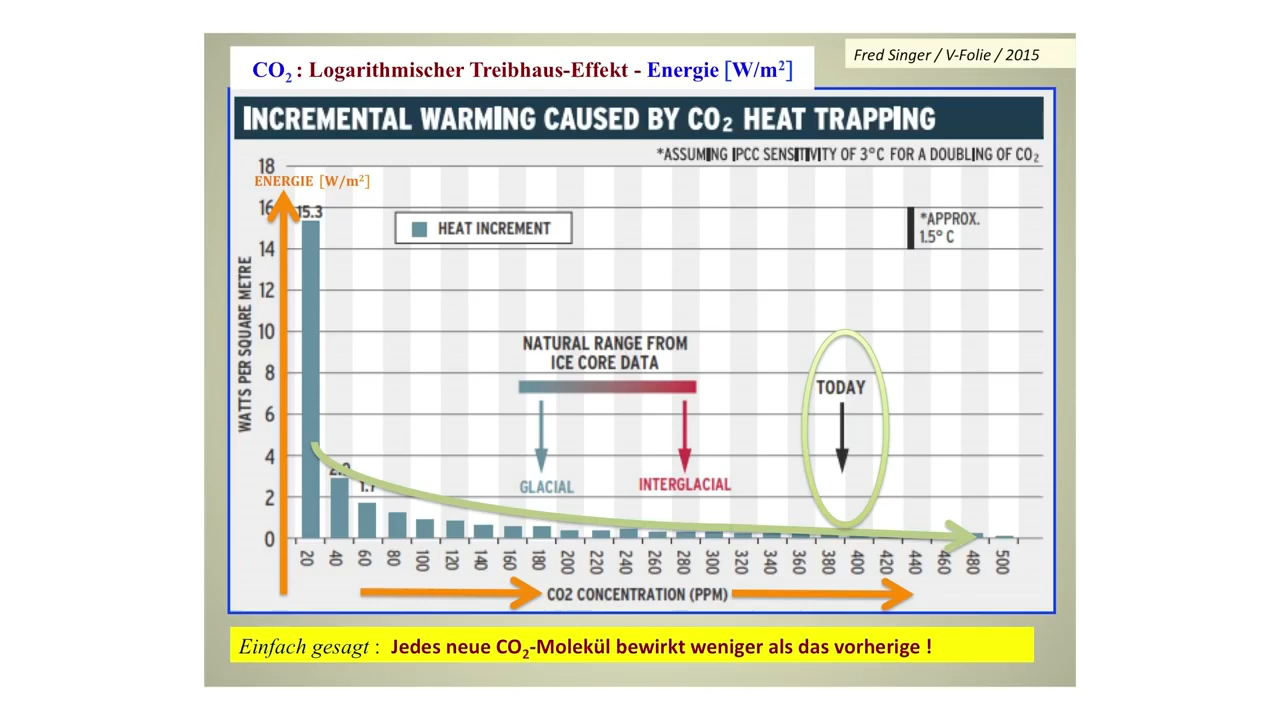 Fred Singer / V-Folie / 2015
CO2 : Logarithmischer Treibhaus-Effekt - Energie [W/m²]
INCREMENTAL WARMING CAUSED BY CO2 HEAT TRAPPING
*ASSUMING IPCC SENSITIVITY OF 3°C FOR A DOUBLING OF CO2
ENERGIE [W/m²]
WATTS PER SQUARE METRE
18
16
14
12
10
8
6
4
2
0
15.3
HEAT INCREMENT
*APPROX.
1.5° C
NATURAL RANGE FROM
ICE CORE DATA
TODAY
GLACIAL
INTERGLACIAL
20 40 60 80 100 120 140 160 180 200 220 240 260 280 300 320 340 360 380 400 420 440 460 480 500
CO2 CONCENTRATION (PPM)
Einfach gesagt : Jedes neue CO2-Molekül bewirkt weniger als das vorherige !